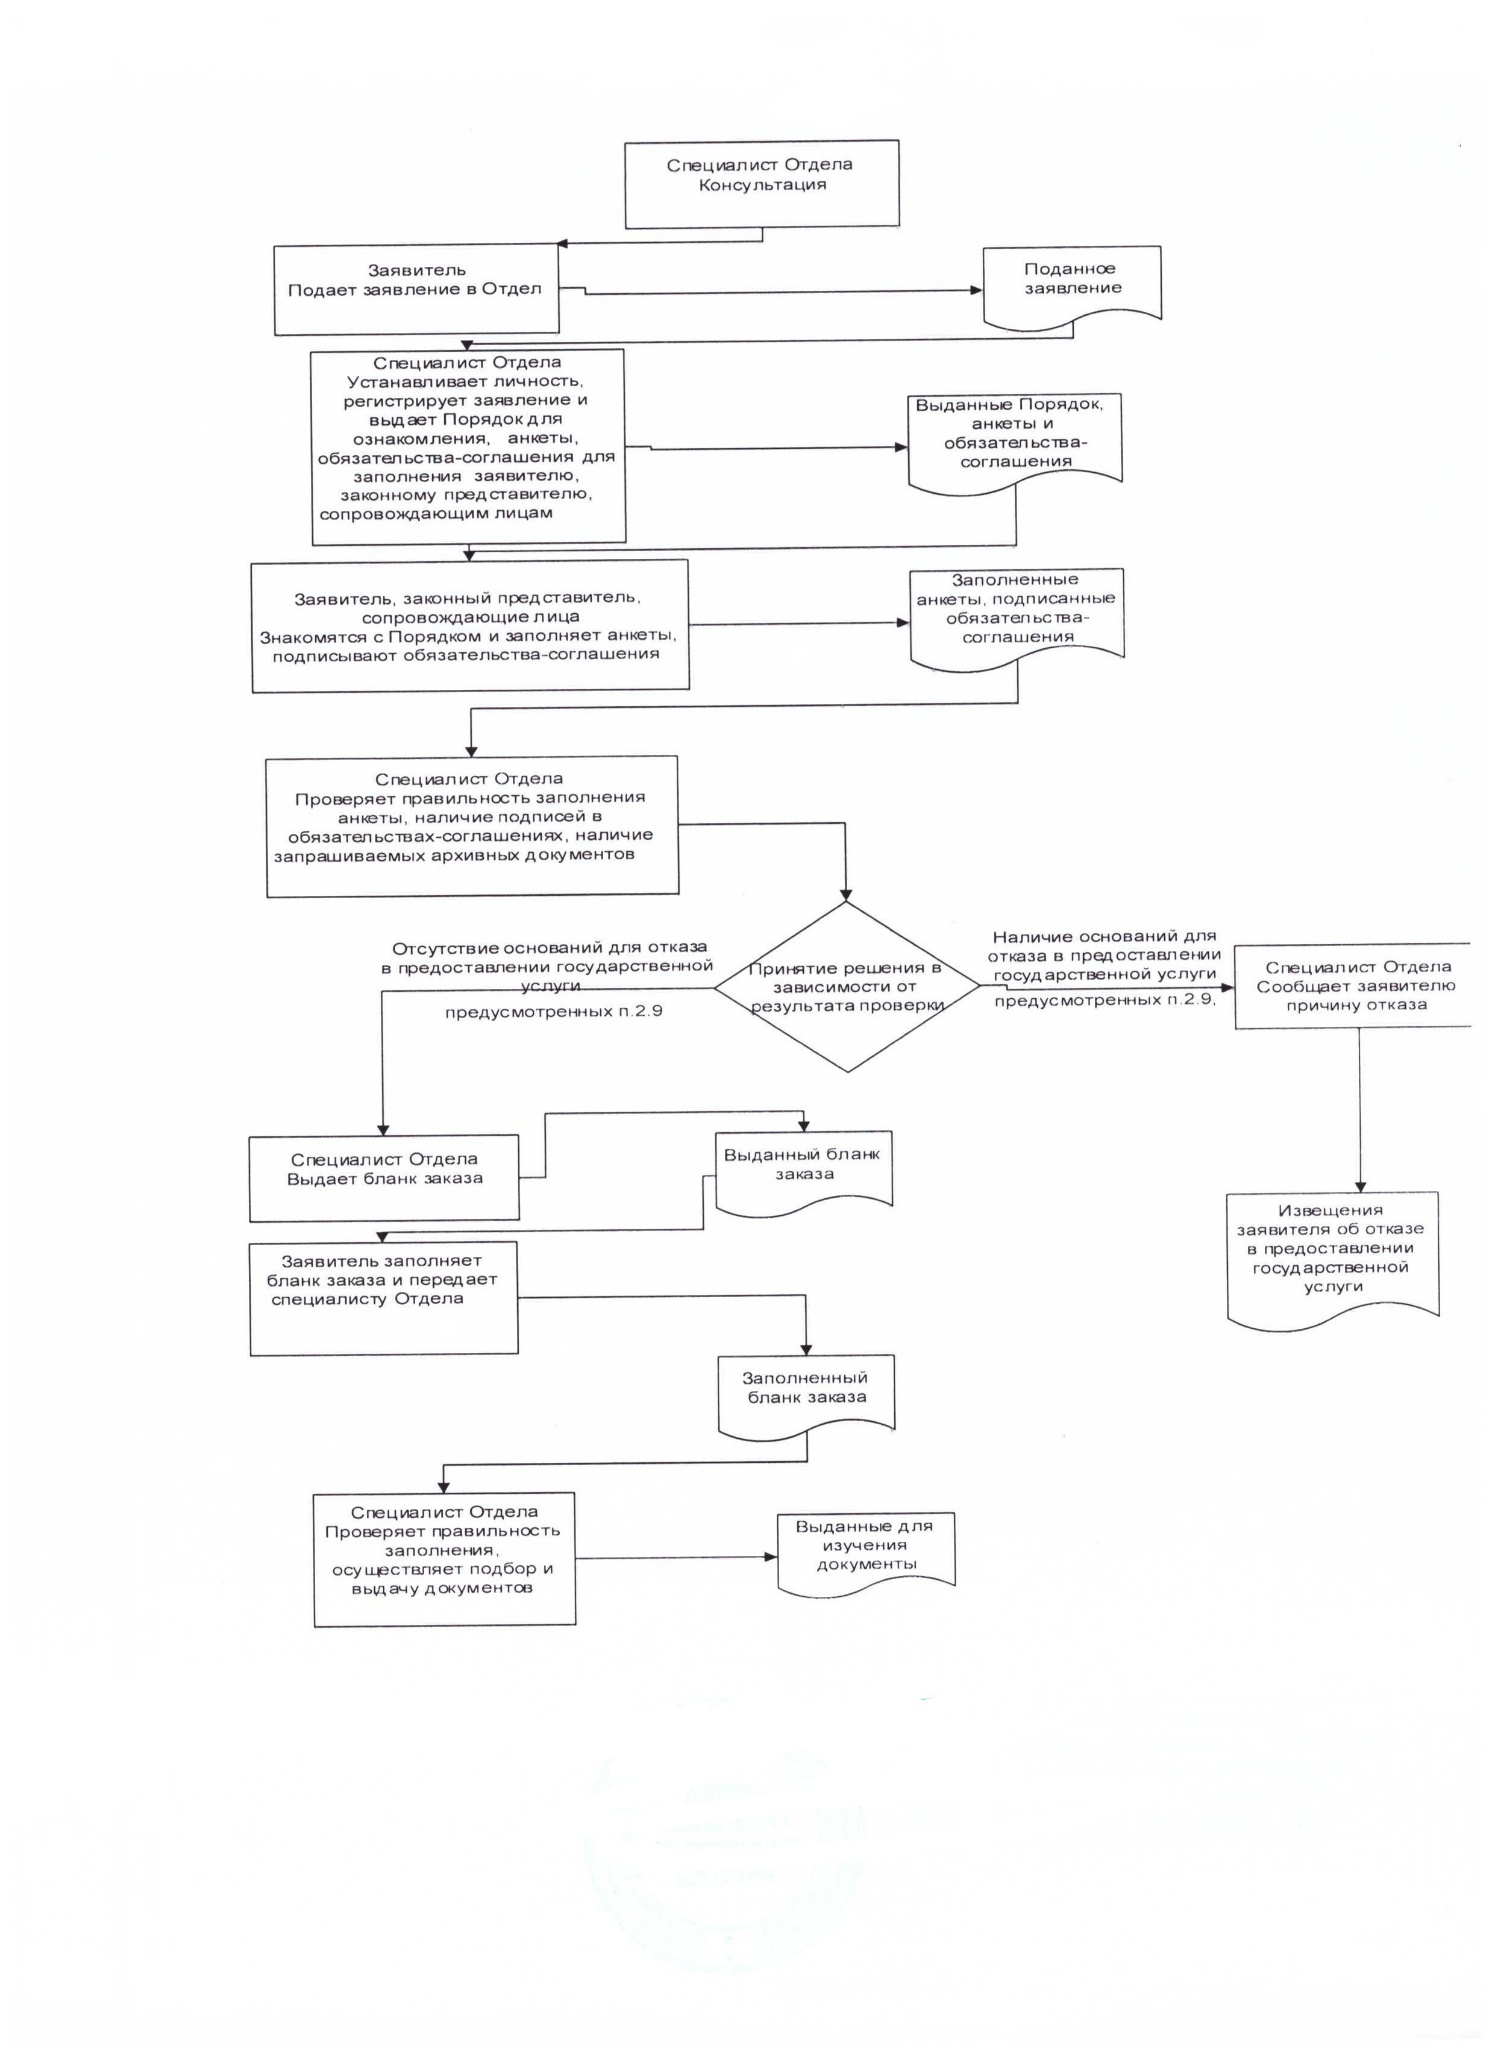 Специалист Отдела
Консультация
Заявитель
Подает заявление в Отдел
Поданное
заявление
Специалист Отдела
Устанавливает личность,
регистрирует заявление и
выдает Порядок для
ознакомления, анкеты,
обязательства-соглашения для
заполнения заявителю,
законному представителю,
сопровождающим лицам
Выданные Порядок,
анкеты и
обязательства-
соглашения
Заявитель, законный представитель,
сопровождающие лица
Знакомятся с Порядком и заполняет анкеты,
подписывают обязательства-соглашения
Заполненные
анкеты, подписанные
обязательства-
соглашения
Специалист Отдела
Проверяет правильность заполнения
анкеты, наличие подписей в
обязательствах-соглашениях, наличие
запрашиваемых архивных документов
Отсутствие оснований для отказа
в предоставлении государственной
услуги
предусмотренных п.2.9
Принятие решения в
зависимости от
результата проверки
Наличие оснований для
отказа в предоставлении
государственной услуги
предусмотренных п.2.9,
Специалист Отдела
Сообщает заявителю
причину отказа
Специалист Отдела
Выдает бланк заказа
Выданный бланк
заказа
Извещения
заявителя об отказе
в предоставлении
государственной
услуги
Заявитель заполняет
бланк заказа и передает
специалисту Отдела
Заполненный
бланк заказа
Специалист Отдела
Проверяет правильность
заполнения,
осуществляет подбор и
выдачу документов
Выданные для
изучения
документы